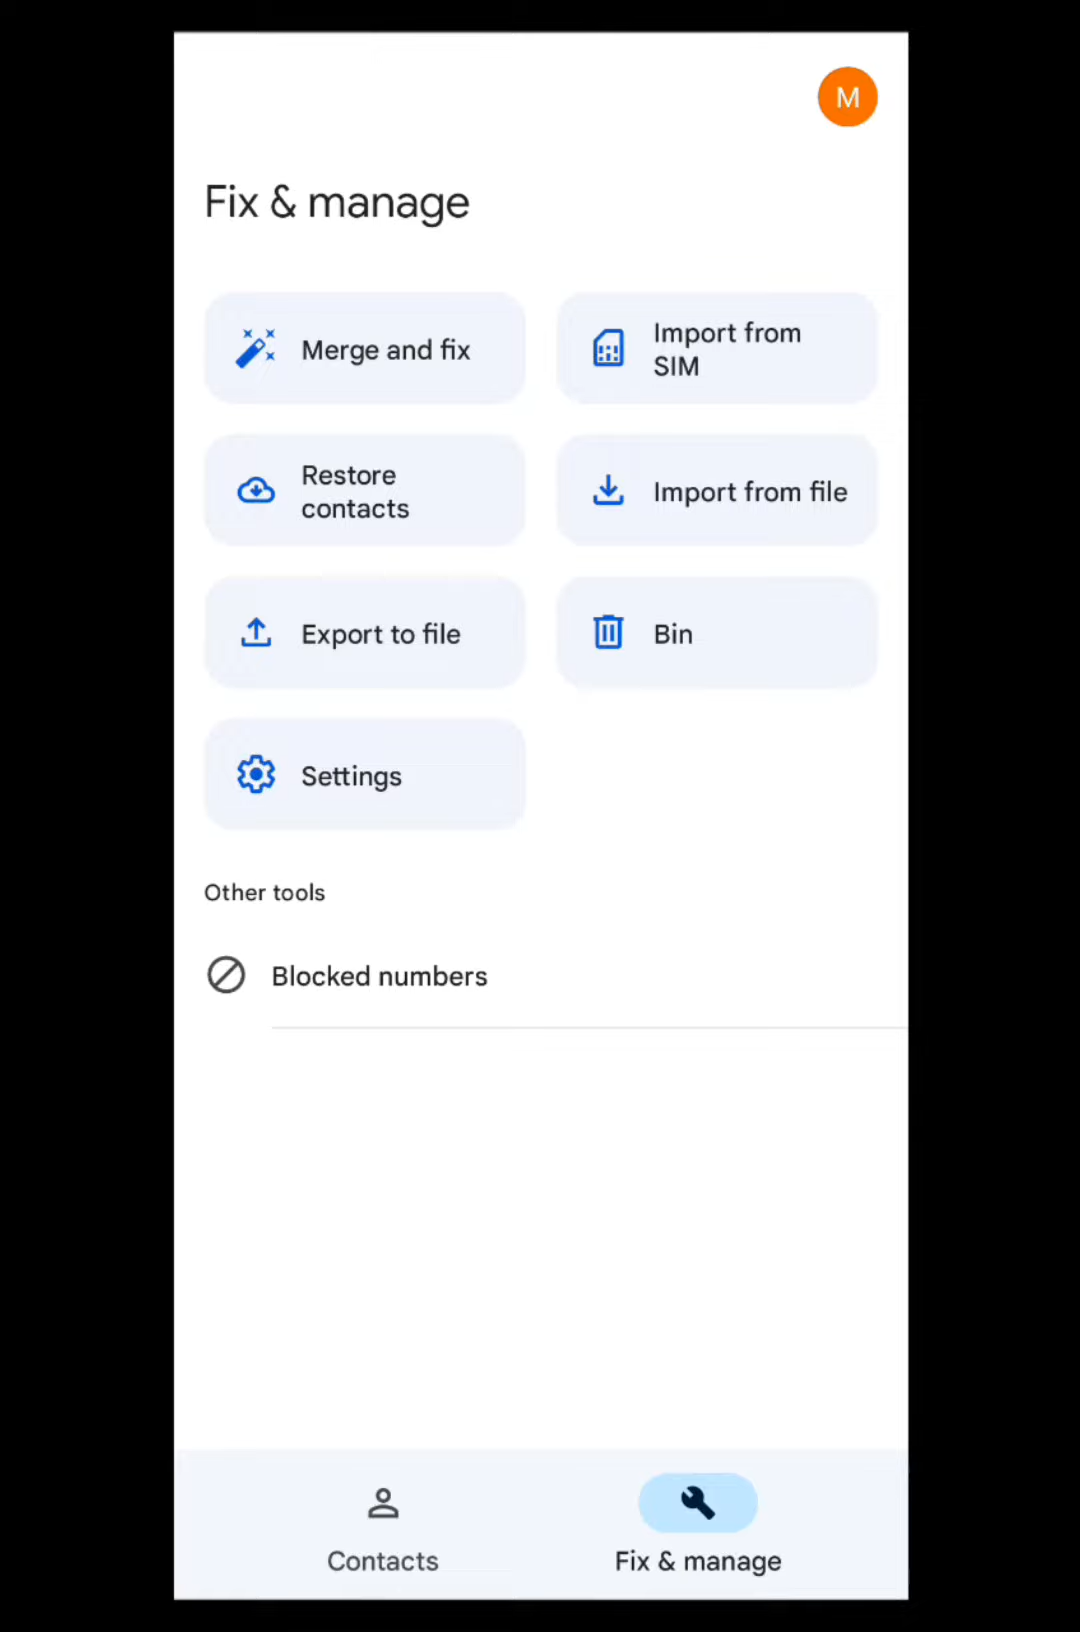 M
Fix & manage
Merge and fix
Import from
SIM
Restore
contacts
Import from file
Export to file
Bin
Settings
Other tools
Blocked numbers
Contacts
Fix & manage